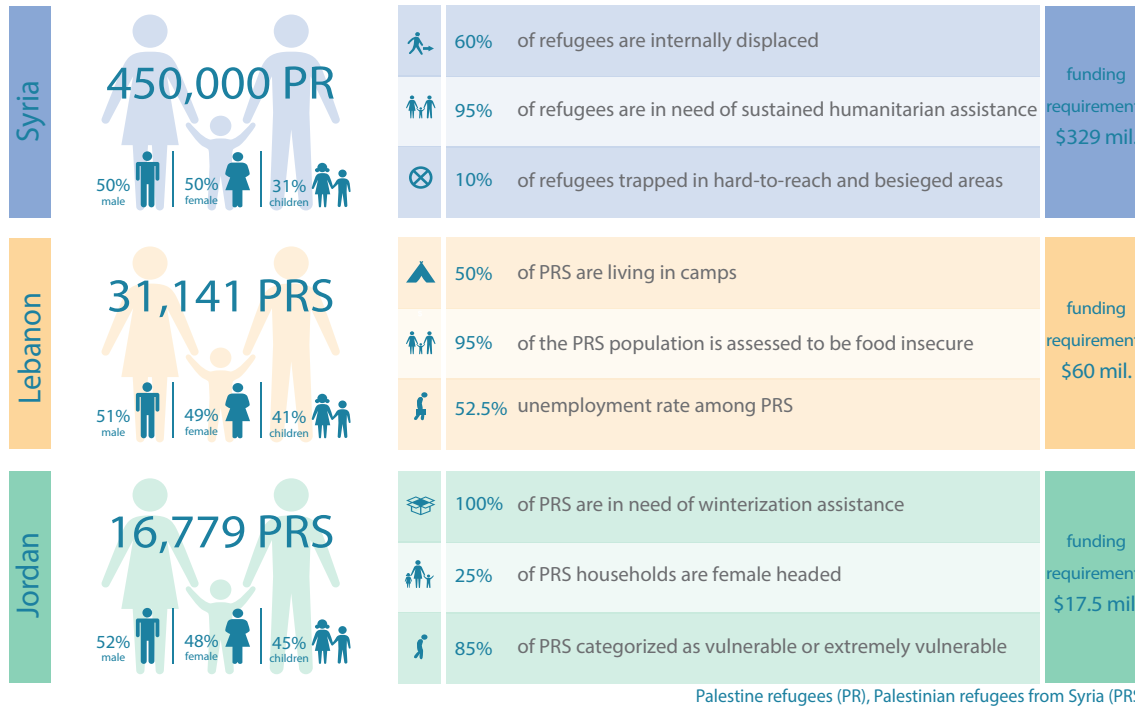 Syria
450,000 PR
50%
male
50%
female
31%
children
60% of refugees are internally displaced
95% of refugees are in need of sustained humanitarian assistance
10% of refugees trapped in hard-to-reach and besieged areas
funding
requirement
$329 mil.
Lebanon
31,141 PRS
51%
male
49%
female
41%
children
50% of PRS are living in camps
95% of the PRS population is assessed to be food insecure
52.5% unemployment rate among PRS
funding
requirement
$60 mil.
Jordan
16,779 PRS
52%
male
48%
female
45%
children
100% of PRS are in need of winterization assistance
25% of PRS households are female headed
85% of PRS categorized as vulnerable or extremely vulnerable
funding
requirement
$17.5 mil
Palestine refugees (PR), Palestinian refugees from Syria (PRS